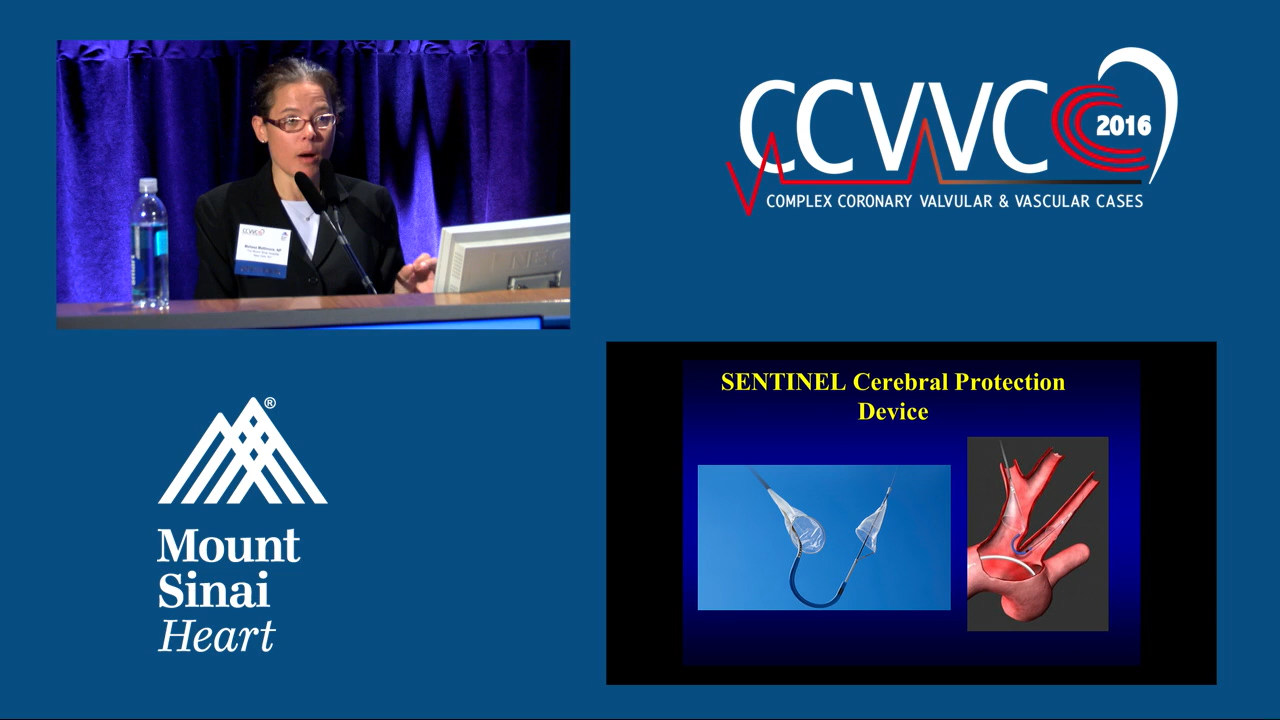 CCVVC
2016
COMPLEX CORONARY VALVULAR & VASCULAR CASES
SENTINEL Cerebral Protection
Device
®
Mount
Sinai
Heart